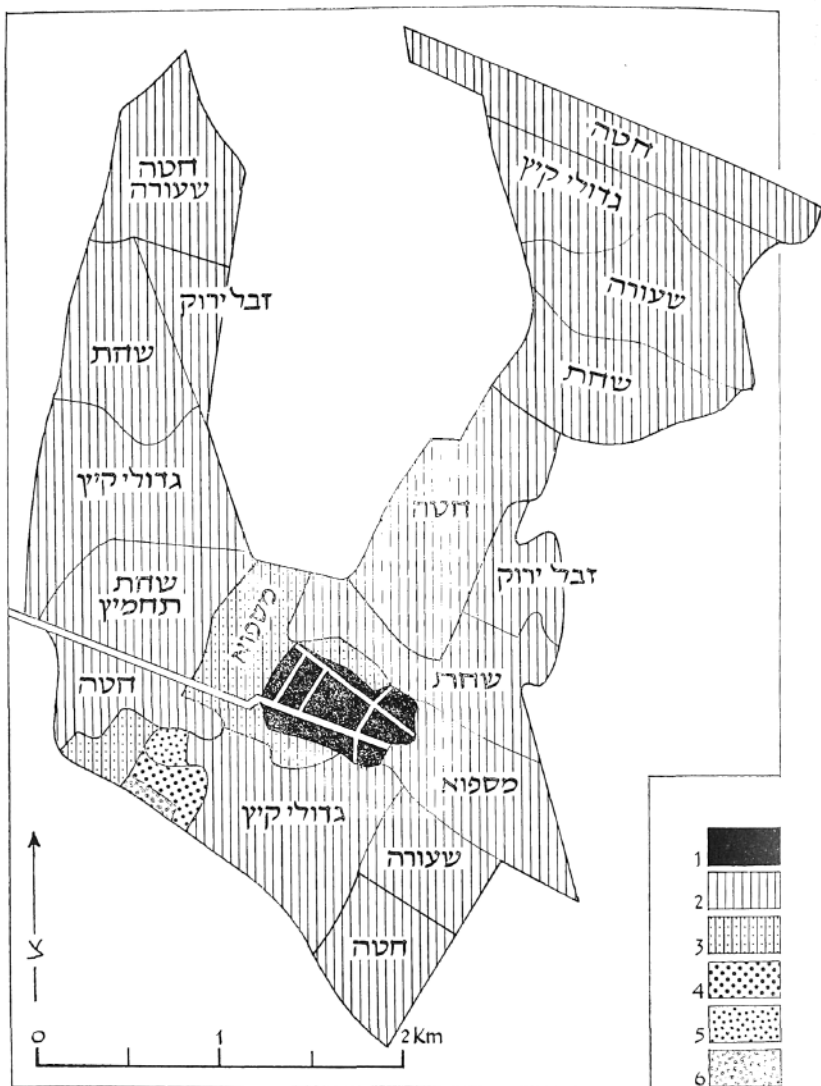 חטה
חטה
שעורה
גדולי קיץ
זבל ירוק
שעורה
שחת
שחת
גדולי קיץ
חטה
זבל ירוק
שחת
תחמיץ
מספוא
חטה
שחת
מספוא
גדולי קיץ
שעורה
חטה
1
2
3
4
5
6
0
1
2 Km